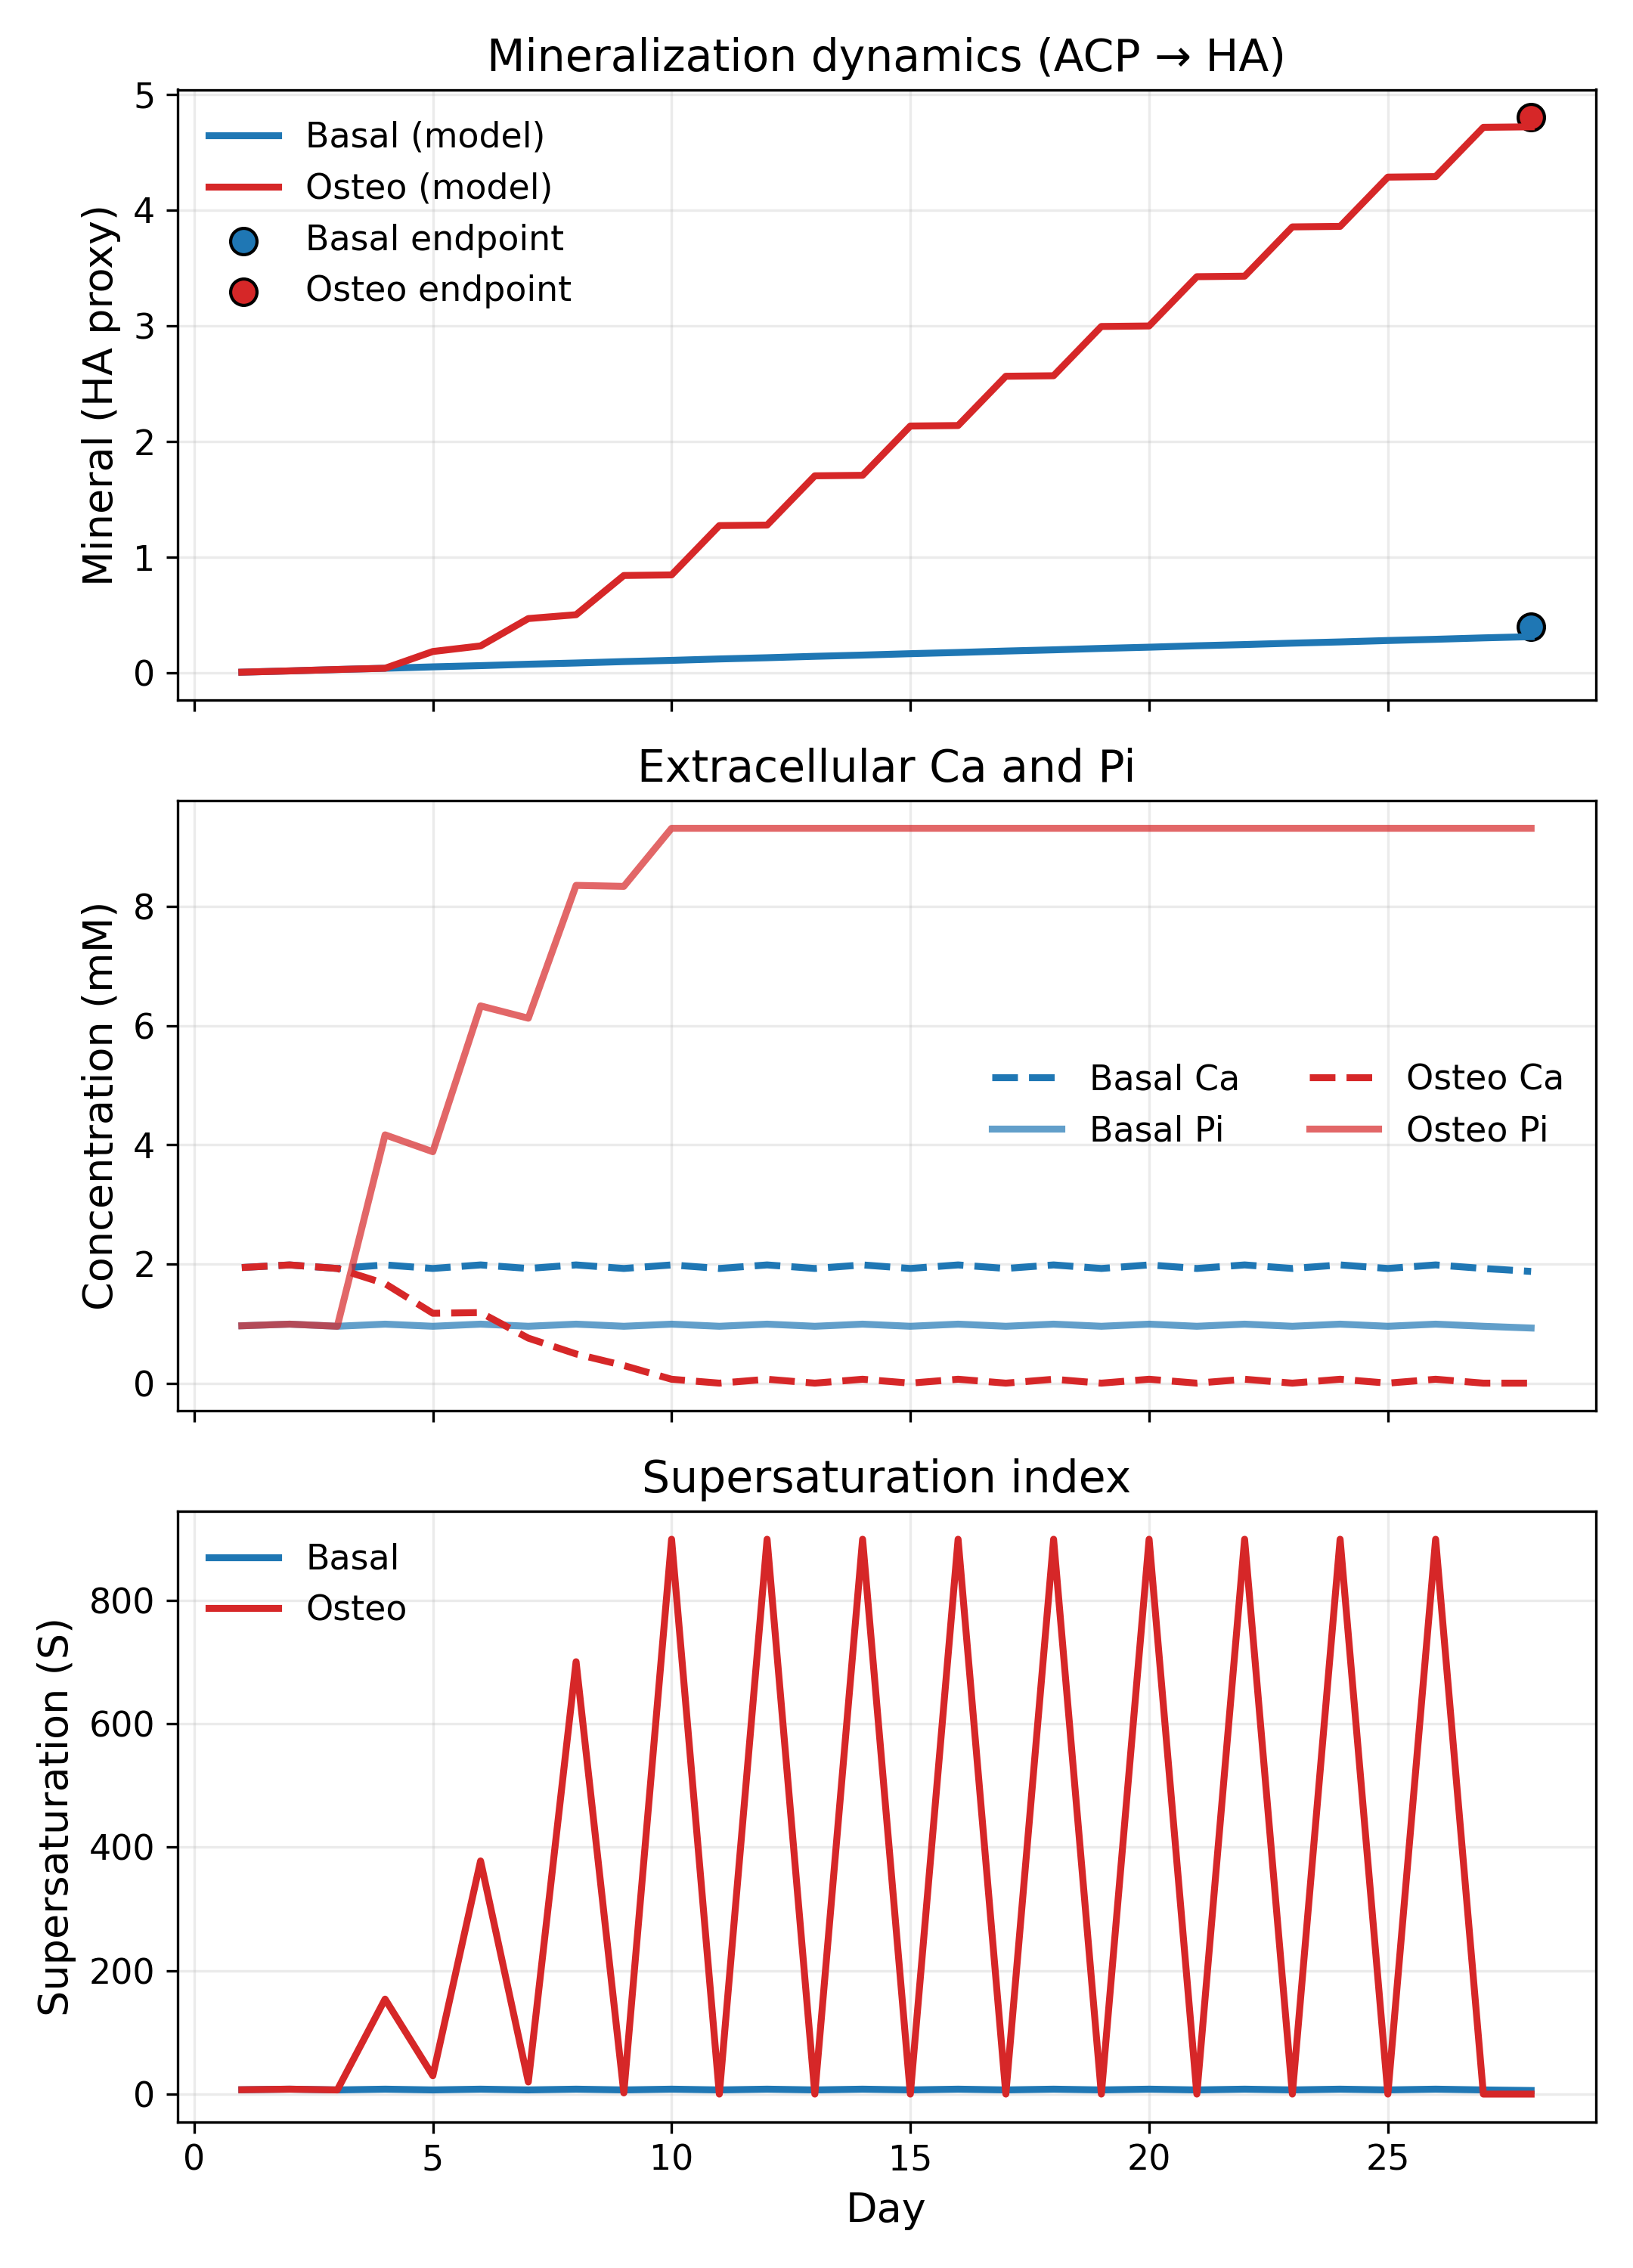 Mineralization dynamics (ACP → HA)
Mineral (HA proxy)
5
4
3
2
1
0
Basal (model)
Osteo (model)
Basal endpoint
Osteo endpoint
Extracellular Ca and Pi
Concentration (mM)
8
6
4
2
0
Basal Ca
Basal Pi
Osteo Ca
Osteo Pi
Supersaturation index
Supersaturation (S)
800
600
400
200
0
Basal
Osteo
0 5 10 15 20 25
Day